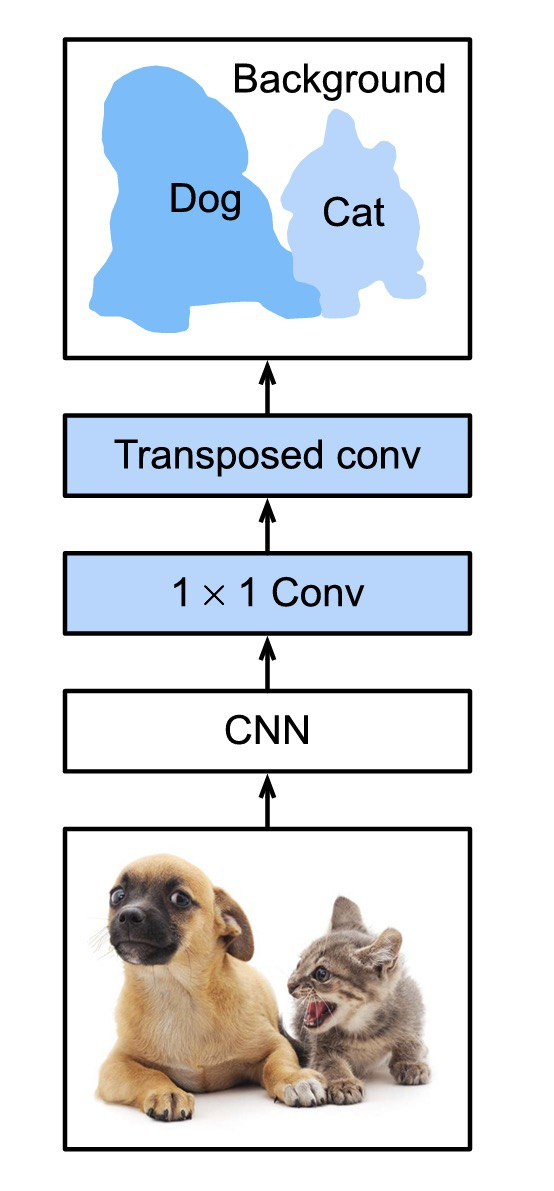 Background
Dog
Cat
Transposed conv
1 × 1 Conv
CNN